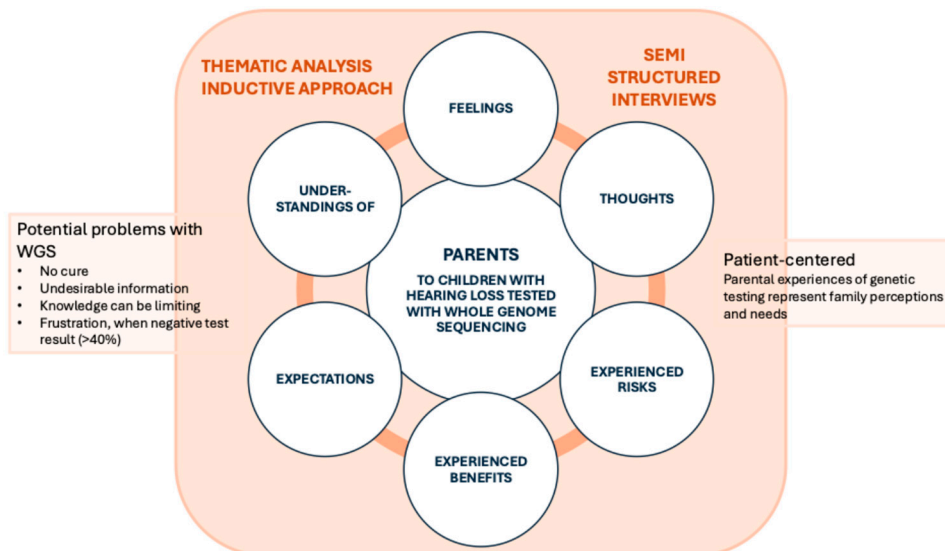 THEMATIC ANALYSIS
INDUCTIVE APPROACH
SEMI
STRUCTURED
INTERVIEWS
FEELINGS
UNDER-
STANDINGS OF
THOUGHTS
Potential problems with
WGS
• No cure
• Undesirable information
• Knowledge can be limiting
• Frustration, when negative test
result (>40%)
PARENTS
TO CHILDREN WITH
HEARING LOSS TESTED
WITH WHOLE GENOME
SEQUENCING
Patient-centered
Parental experiences of genetic
testing represent family perceptions
and needs
EXPECTATIONS
EXPERIENCED
RISKS
EXPERIENCED
BENEFITS